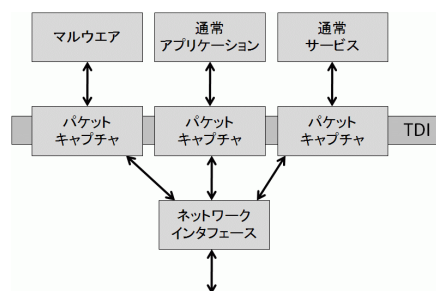 マルウエア
通常
アプリケーション
通常
サービス
パケット
キャプチャ
パケット
キャプチャ
パケット
キャプチャ
TDI
ネットワーク
インタフェース